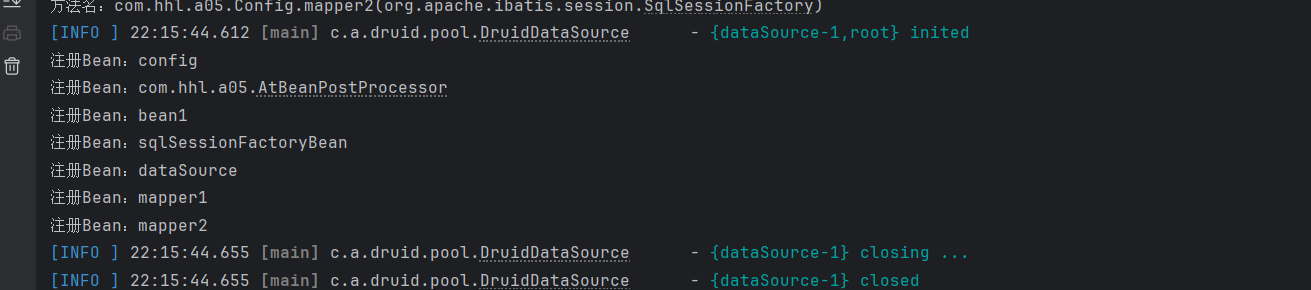 方法名：com.hhl.a05.Config.mapper2(org.apache.ibatis.session.SqlSessionFactory)
[INFO ] 22:15:44.612 [main] c.a.druid.pool.DruidDataSource - {dataSource-1,root} inited
注册Bean：config
注册Bean：com.hhl.a05.AtBeanPostProcessor
注册Bean：bean1
注册Bean：sqlSessionFactoryBean
注册Bean：dataSource
注册Bean：mapper1
注册Bean：mapper2
[INFO ] 22:15:44.655 [main] c.a.druid.pool.DruidDataSource - {dataSource-1} closing ...
[INFO ] 22:15:44.655 [main] c.a.druid.pool.DruidDataSource - {dataSource-1} closed